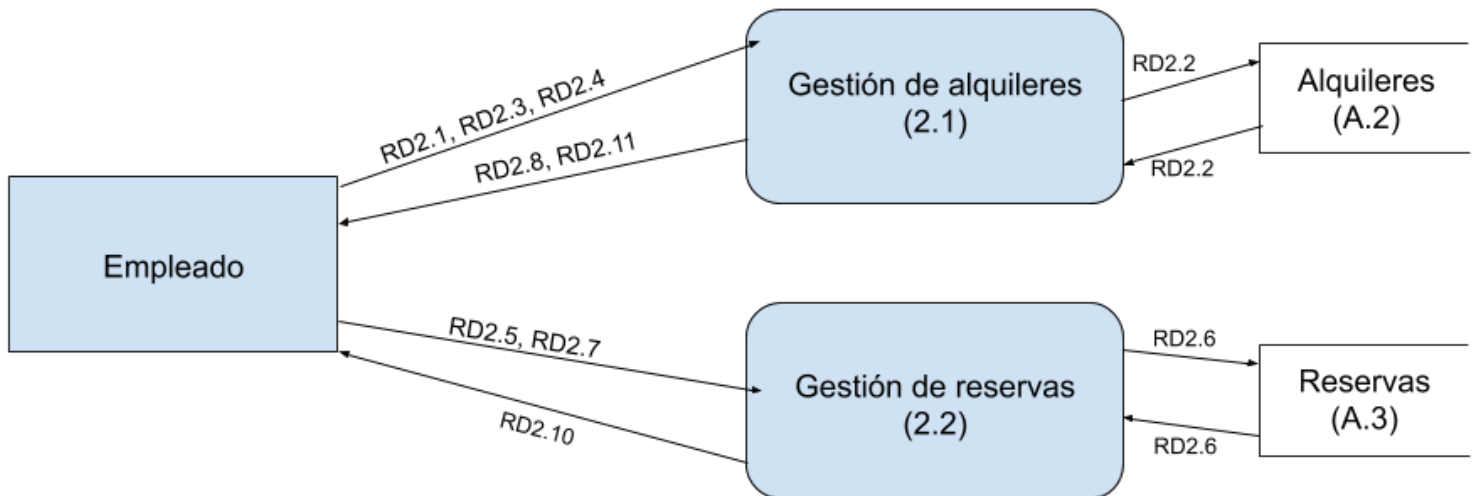 RD2.1, RD2.3, RD2.4
RD2.8, RD2.11
Gestión de alquileres
(2.1)
RD2.2
RD2.2
Alquileres
(A.2)
Empleado
RD2.5, RD2.7
RD2.10
Gestión de reservas
(2.2)
RD2.6
RD2.6
Reservas
(A.3)